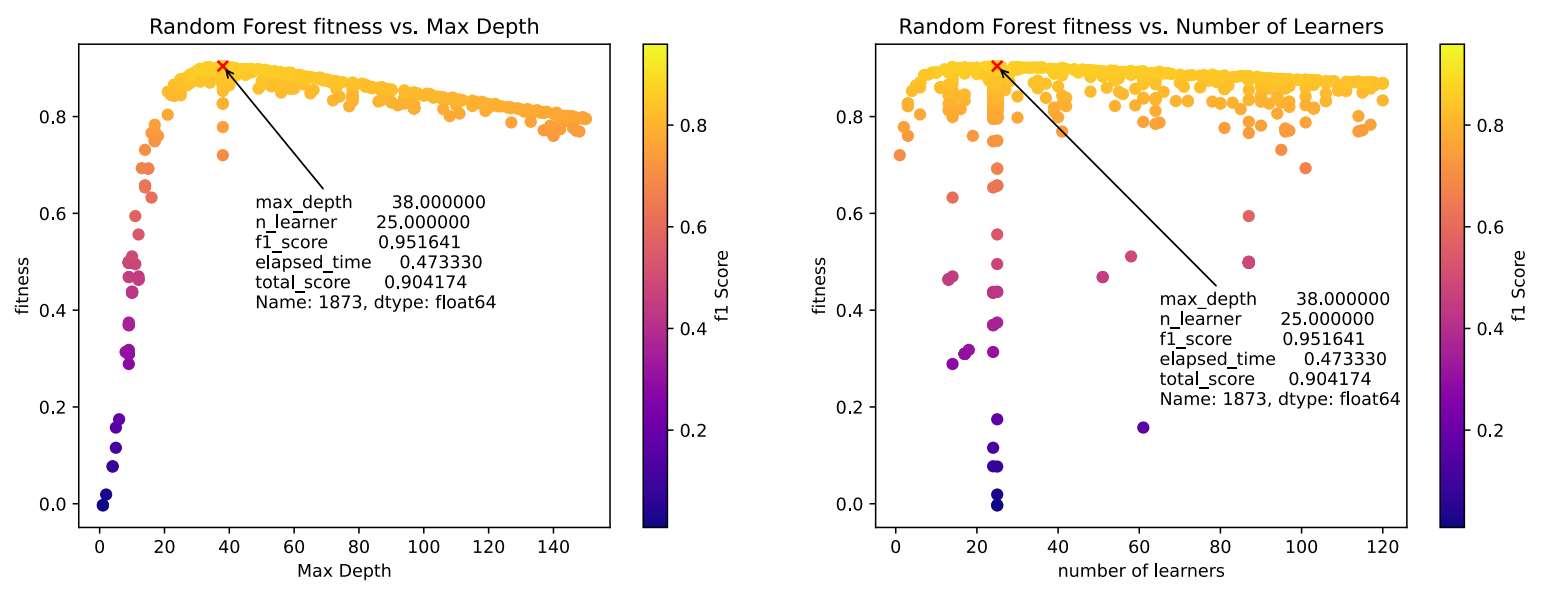 Random Forest fitness vs. Max Depth
fitness
0.8
0.6
0.4
0.2
0.0
0 20 40 60 80 100 120 140
Max Depth
max_depth 38.000000
n_learner 25.000000
f1_score 0.951641
elapsed_time 0.473330
total_score 0.904174
Name: 1873, dtype: float64
0.8
0.6
0.4
0.2
f1 Score
Random Forest fitness vs. Number of Learners
fitness
0.8
0.6
0.4
0.2
0.0
0 20 40 60 80 100 120
number of learners
max_depth 38.000000
n_learner 25.000000
f1_score 0.951641
elapsed_time 0.473330
total_score 0.904174
Name: 1873, dtype: float64
0.8
0.6
0.4
0.2
f1 Score